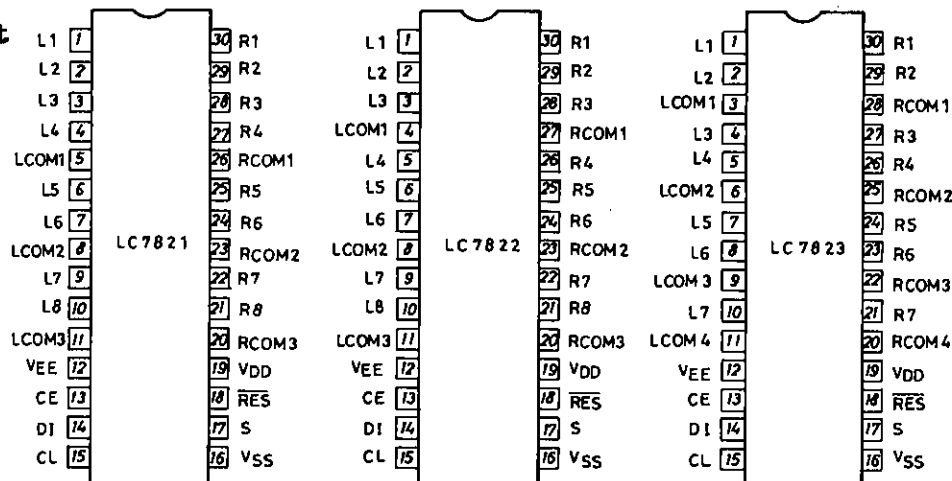 t
L1 1 30 R1 L1 1 30 R1 L1 1 30 R1
L2 2 29 R2 L2 2 29 R2 L2 2 29 R2
L3 3 28 R3 L3 3 28 R3 LCOM1 3 28 RCOM1
L4 4 27 R4 LCOM1 4 27 RCOM1 L3 4 27 R3
LCOM1 5 26 RCOM1 L4 5 26 R4 L4 5 26 R4
L5 6 25 R5 L5 6 25 R5 LCOM2 6 25 RCOM2
L6 7 24 R6 L6 7 24 R6 L5 7 24 R5
LCOM2 8 LC7821 23 RCOM2 LCOM2 8 LC7822 23 RCOM2 L6 8 LC7823 23 R6
L7 9 22 R7 L7 9 22 R7 LCOM3 9 22 RCOM3
L8 10 21 R8 L8 10 21 R8 L7 10 21 R7
LCOM3 11 20 RCOM3 LCOM3 11 20 RCOM3 LCOM4 11 20 RCOM4
VEE 12 19 VDD VEE 12 19 VDD VEE 12 19 VDD
CE 13 18 RES CE 13 18 RES CE 13 18 RES
DI 14 17 S DI 14 17 S DI 14 17 S
CL 15 16 VSS CL 15 16 VSS CL 15 16 VSS